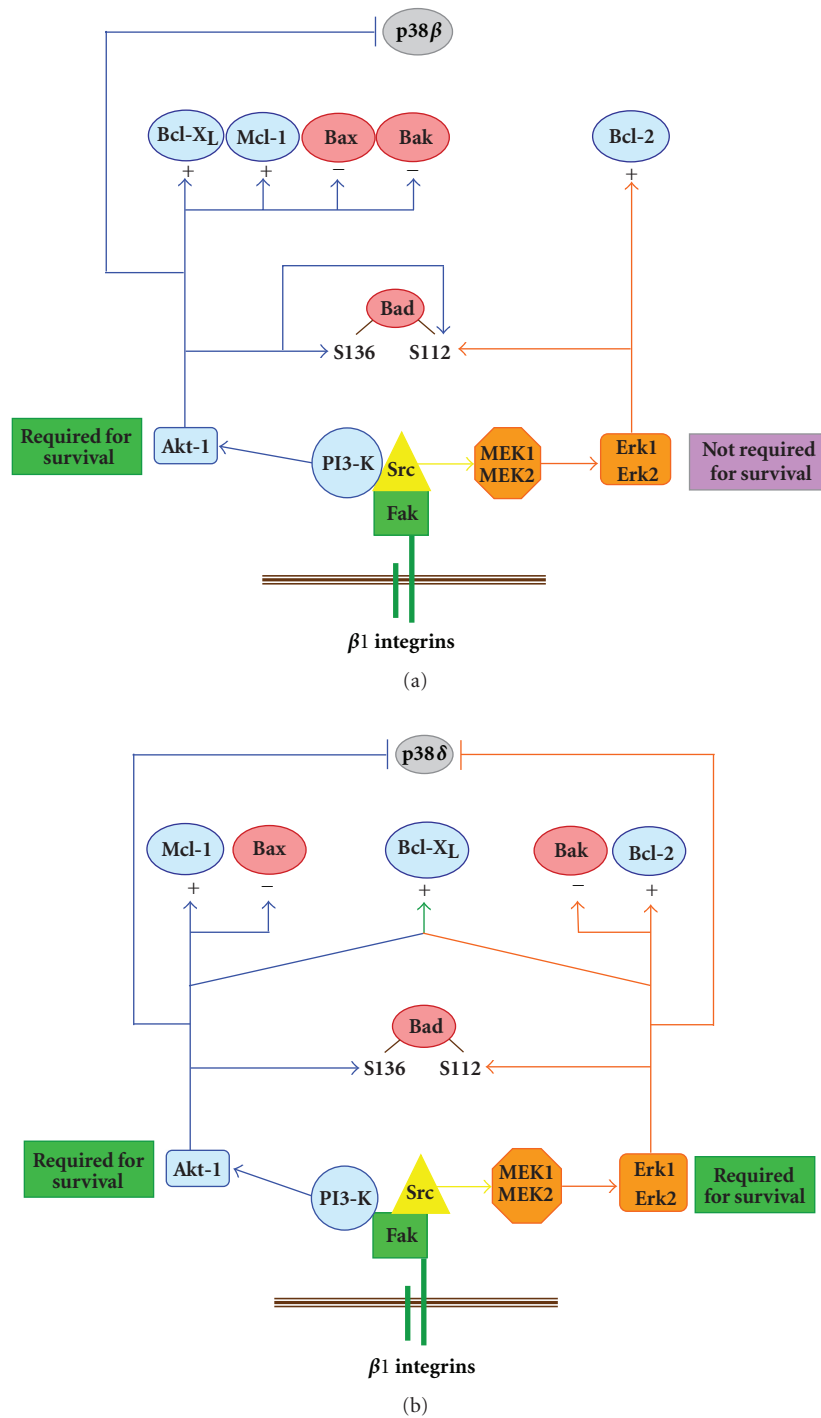 p38β
Bcl-XL
Mcl-1
Bax
Bak
Bcl-2
+
+
−
−
+
Bad
S136
S112
Required for
survival
Akt-1
PI3-K
Src
MEK1
MEK2
Erk1
Erk2
Not required
for survival
Fak
β1 integrins
(a)
p38δ
Mcl-1
Bax
Bcl-XL
Bak
Bcl-2
+
−
+
−
+
Bad
S136
S112
Required for
survival
Akt-1
PI3-K
Src
MEK1
MEK2
Erk1
Erk2
Required
for survival
Fak
β1 integrins
(b)